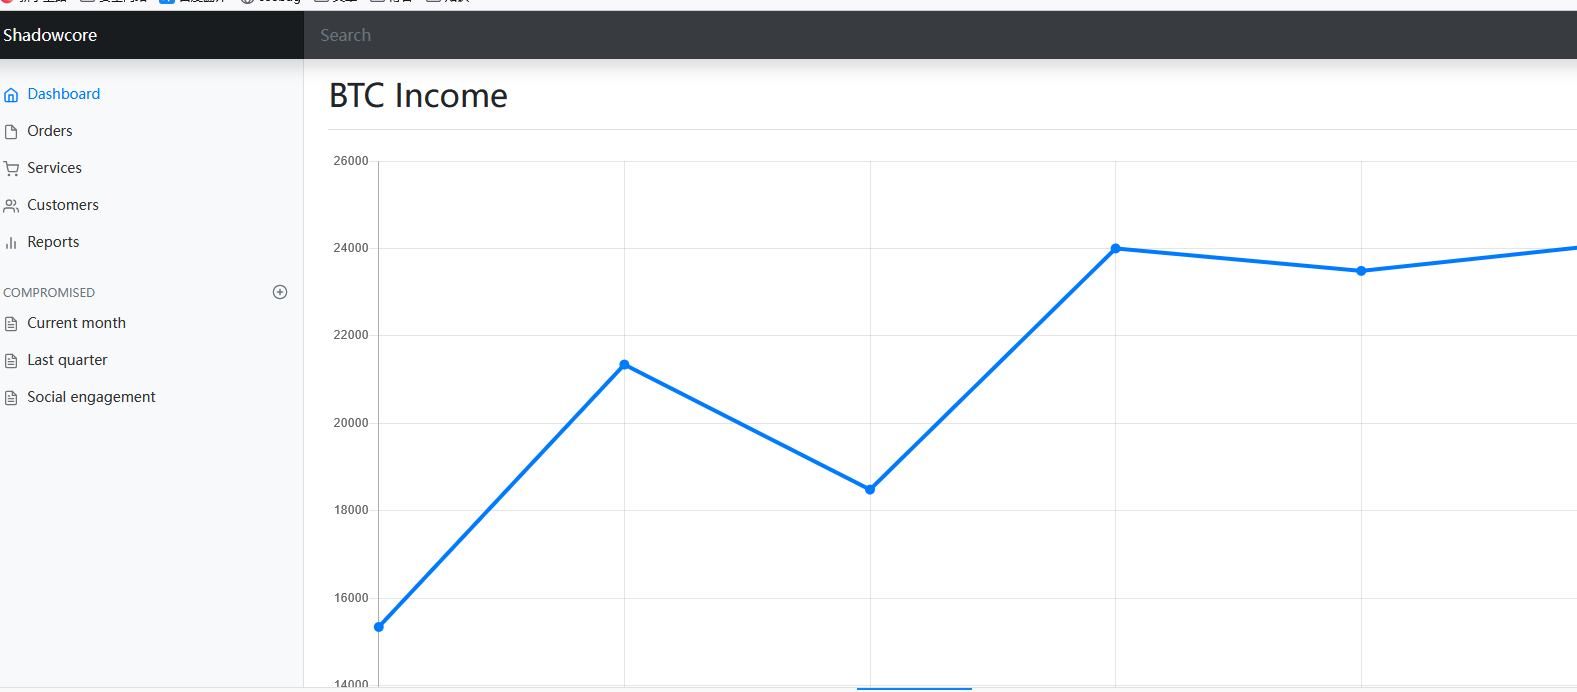 Shadowcore
Search
Dashboard
Orders
Services
Customers
Reports
COMPROMISED
Current month
Last quarter
Social engagement
BTC Income
26000
24000
22000
20000
18000
16000
14000